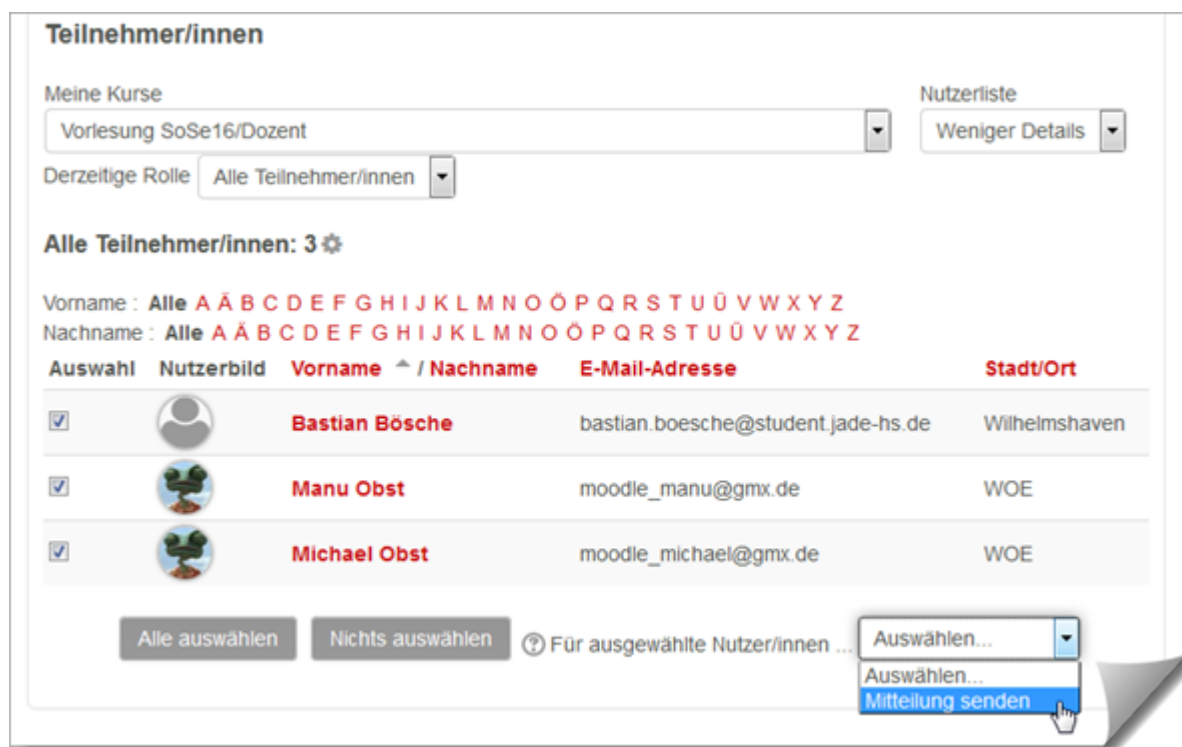 Teilnehmer/innen
Meine Kurse Nutzerliste
Vorlesung SoSe16/Dozent Weniger Details
Derzeitige Rolle Alle Teilnehmer/innen
Alle Teilnehmer/innen: 3
Vorname : Alle A Ä B C D E F G H I J K L M N O Ö P Q R S T U Ü V W X Y Z
Nachname : Alle A Ä B C D E F G H I J K L M N O Ö P Q R S T U Ü V W X Y Z
Auswahl Nutzerbild Vorname / Nachname E-Mail-Adresse Stadt/Ort
Bastian Bösche bastian.boesche@student.jade-hs.de Wilhelmshaven
Manu Obst moodle_manu@gmx.de WOE
Michael Obst moodle_michael@gmx.de WOE
Alle auswählen Nichts auswählen ? Für ausgewählte Nutzer/innen ... Auswählen...
Auswählen...
Mitteilung senden